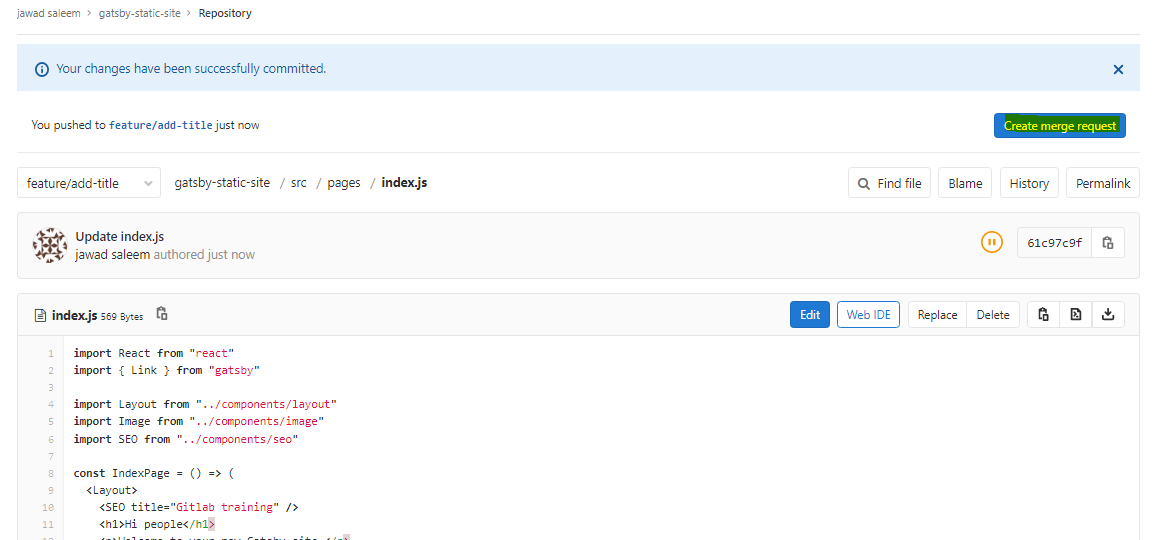 jawad saleem > gatsby-static-site > Repository
Your changes have been successfully committed.
You pushed to feature/add-title just now
Create merge request
feature/add-title gatsby-static-site / src / pages / index.js Find file Blame History Permalink
Update index.js
jawad saleem authored just now
61c97c9f
index.js 569 Bytes Edit Web IDE Replace Delete
1 import React from "react"
2 import { Link } from "gatsby"
3
4 import Layout from "../components/layout"
5 import Image from "../components/image"
6 import SEO from "../components/seo"
7
8 const IndexPage = () => (
9 <Layout>
10 <SEO title="Gitlab training" />
11 <h1>Hi people</h1>